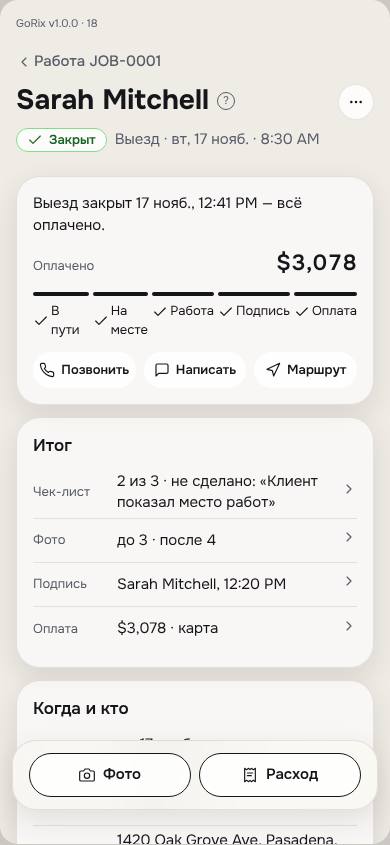 GoRix v1.0.0 · 18
Работа JOB-0001
Sarah Mitchell ?
Закрыт Выезд · вт, 17 нояб. · 8:30 AM
Выезд закрыт 17 нояб., 12:41 PM — всё
оплачено.
Оплачено $3,078
В пути На месте Работа Подпись Оплата
Позвонить Написать Маршрут
Итог
Чек-лист 2 из 3 · не сделано: «Клиент
показал место работ»
Фото до 3 · после 4
Подпись Sarah Mitchell, 12:20 PM
Оплата $3,078 · карта
Когда и кто
Фото Расход
1420 Oak Grove Ave, Pasadena,